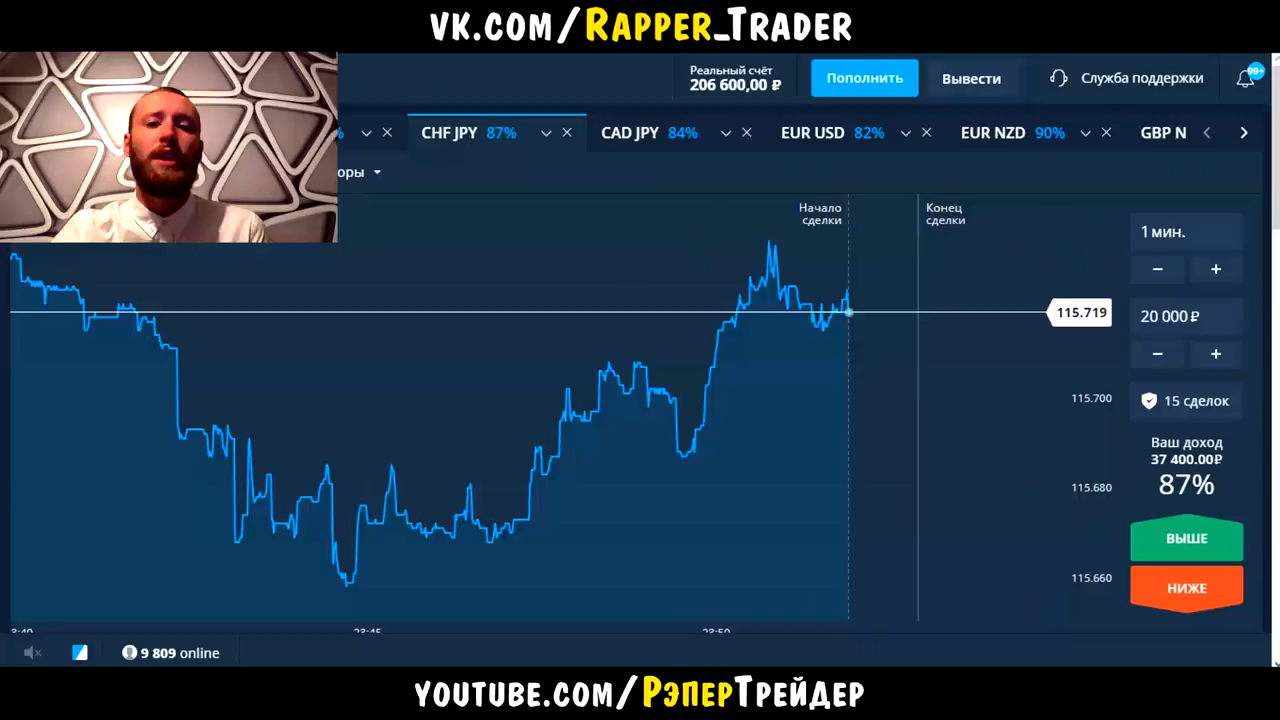 VK.COM/RAPPER_TRADER
Реальный счёт
206 600,00 ₽
Пополнить
Вывести
Служба поддержки
99+
%
CHF JPY 87%
CAD JPY 84%
EUR USD 82%
EUR NZD 90%
GBP N
оры
Начало
сделки
Конец
сделки
1 мин.
− +
115.719
20 000 ₽
− +
115.700
15 сделок
Ваш доход
37 400.00₽
115.680
87%
ВЫШЕ
115.660
НИЖЕ
23:45
23:50
9 809 online
YOUTUBE.COM/РЭПЕРТРЕЙДЕР